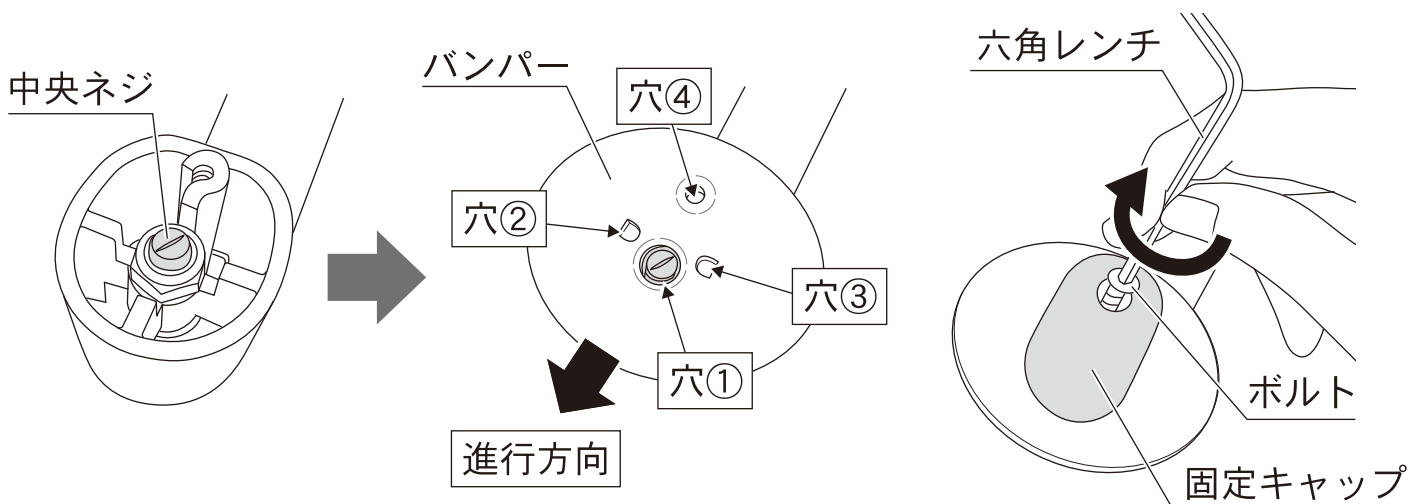 中央ネジ
バンパー
穴④
穴②
穴③
穴①
進行方向
六角レンチ
ボルト
固定キャップ